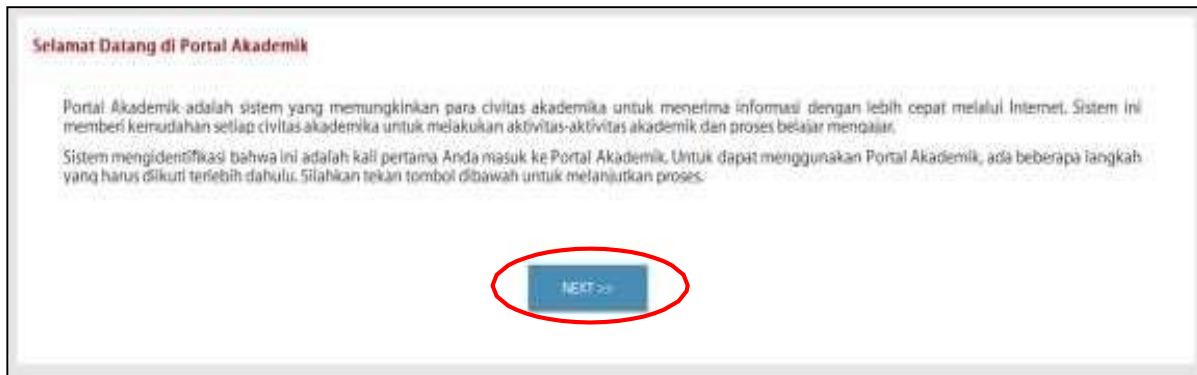 Selamat Datang di Portal Akademik
Portal Akademik adalah sistem yang memungkinkan para civitas akademika untuk menerima informasi dengan lebih cepat melalui Internet. Sistem ini
memberi kemudahan setiap civitas akademika untuk melakukan aktivitas-aktivitas akademik dan proses belajar mengajar.
Sistem mengidentifikasi bahwa ini adalah kali pertama Anda masuk ke Portal Akademik. Untuk dapat menggunakan Portal Akademik, ada beberapa langkah
yang harus diikuti terlebih dahulu. Silahkan tekan tombol dibawah untuk melanjutkan proses.
NEXT >>